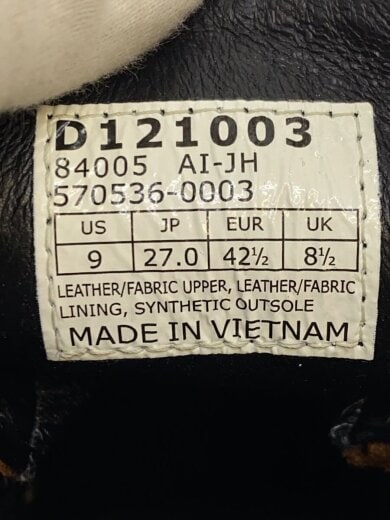 D121003
84005 AI-JH
570536-0003
US JP EUR UK
9 27.0 42½ 8½
LEATHER/FABRIC UPPER, LEATHER/FABRIC
LINING, SYNTHETIC OUTSOLE
MADE IN VIETNAM